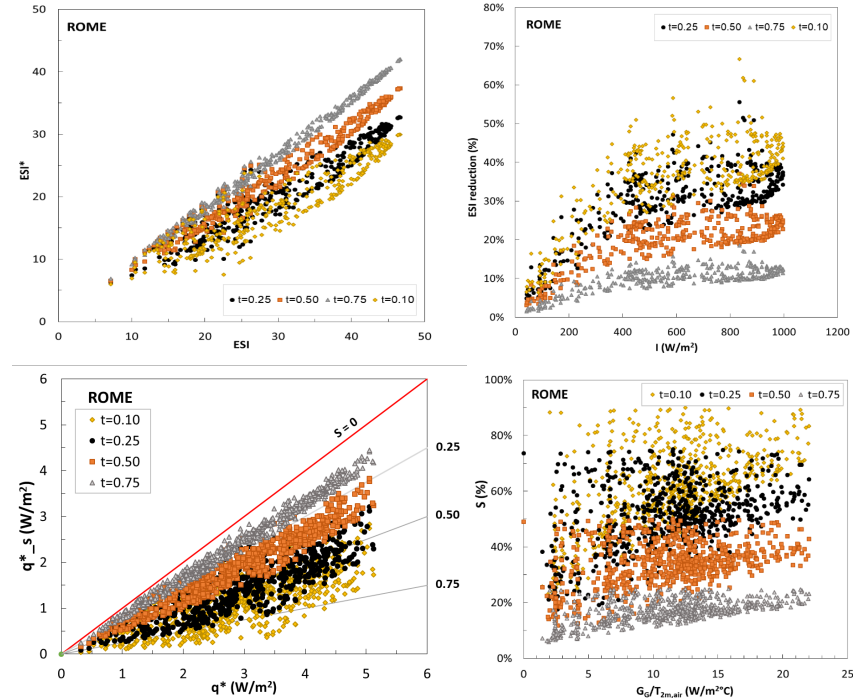 ROME
50
40
30
20
10
0
ESI*
t=0.25 t=0.50 t=0.75 t=0.10
0 10 20 30 40 50
ESI
ROME
t=0.25 t=0.50 t=0.75 t=0.10
80%
70%
60%
50%
40%
30%
20%
10%
0%
ESI reduction (%)
0 200 400 600 800 1000 1200
I (W/m²)
ROME
t=0.10
t=0.25
t=0.50
t=0.75
S = 0
0.25
0.50
0.75
6
5
4
3
2
1
0
q*_s (W/m²)
0 1 2 3 4 5 6
q* (W/m²)
ROME
t=0.10 t=0.25 t=0.50 t=0.75
100%
80%
60%
40%
20%
0%
S (%)
0 5 10 15 20 25
G_G/T_2m,air (W/m²°C)